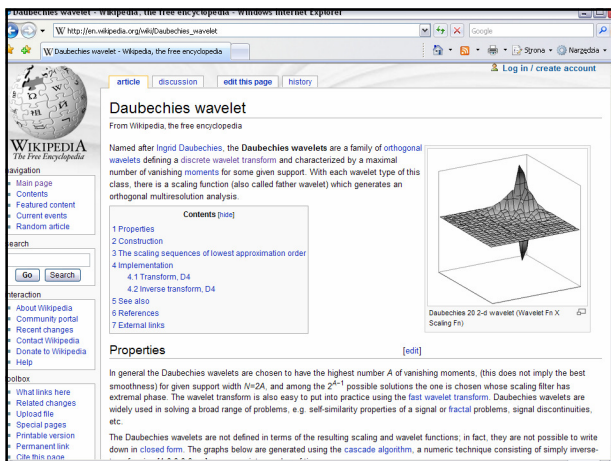 Daubechies wavelet - Wikipedia, the free encyclopedia - Windows Internet Explorer
http://en.wikipedia.org/wiki/Daubechies_wavelet
Google
Daubechies wavelet - Wikipedia, the free encyclopedia
Strona
Narzędzia
Log in / create account
article discussion edit this page history
Daubechies wavelet
From Wikipedia, the free encyclopedia
WIKIPEDIA
The Free Encyclopedia
navigation
Main page
Contents
Featured content
Current events
Random article
search
Go Search
interaction
About Wikipedia
Community portal
Recent changes
Contact Wikipedia
Donate to Wikipedia
Help
toolbox
What links here
Related changes
Upload file
Special pages
Printable version
Permanent link
Cite this page
Named after Ingrid Daubechies, the Daubechies wavelets are a family of orthogonal
wavelets defining a discrete wavelet transform and characterized by a maximal
number of vanishing moments for some given support. With each wavelet type of this
class, there is a scaling function (also called father wavelet) which generates an
orthogonal multiresolution analysis.
Contents [hide]
1 Properties
2 Construction
3 The scaling sequences of lowest approximation order
4 Implementation
4.1 Transform, D4
4.2 Inverse transform, D4
5 See also
6 References
7 External links
Daubechies 20 2-d wavelet (Wavelet Fn X
Scaling Fn)
Properties [edit]
In general the Daubechies wavelets are chosen to have the highest number A of vanishing moments, (this does not imply the best
smoothness) for given support width N=2A, and among the 2^A−1 possible solutions the one is chosen whose scaling filter has
extremal phase. The wavelet transform is also easy to put into practice using the fast wavelet transform. Daubechies wavelets are
widely used in solving a broad range of problems, e.g. self-similarity properties of a signal or fractal problems, signal discontinuities,
etc.
The Daubechies wavelets are not defined in terms of the resulting scaling and wavelet functions; in fact, they are not possible to write
down in closed form. The graphs below are generated using the cascade algorithm, a numeric technique consisting of simply inverse-